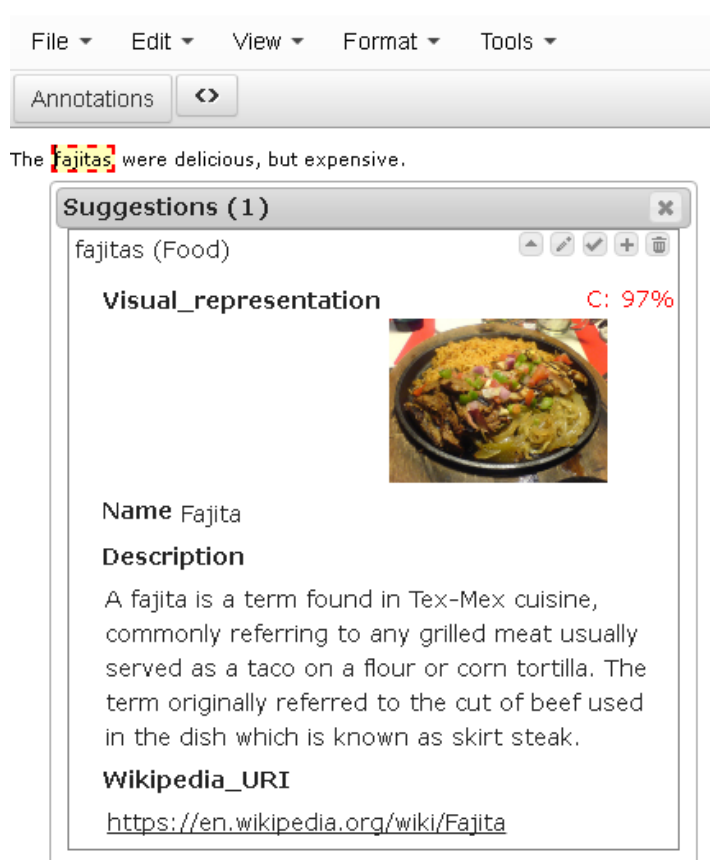 File Edit View Format Tools
Annotations <>
The fajitas were delicious, but expensive.
Suggestions (1)
fajitas (Food)
Visual_representation C: 97%
Name Fajita
Description
A fajita is a term found in Tex-Mex cuisine,
commonly referring to any grilled meat usually
served as a taco on a flour or corn tortilla. The
term originally referred to the cut of beef used
in the dish which is known as skirt steak.
Wikipedia_URI
https://en.wikipedia.org/wiki/Fajita